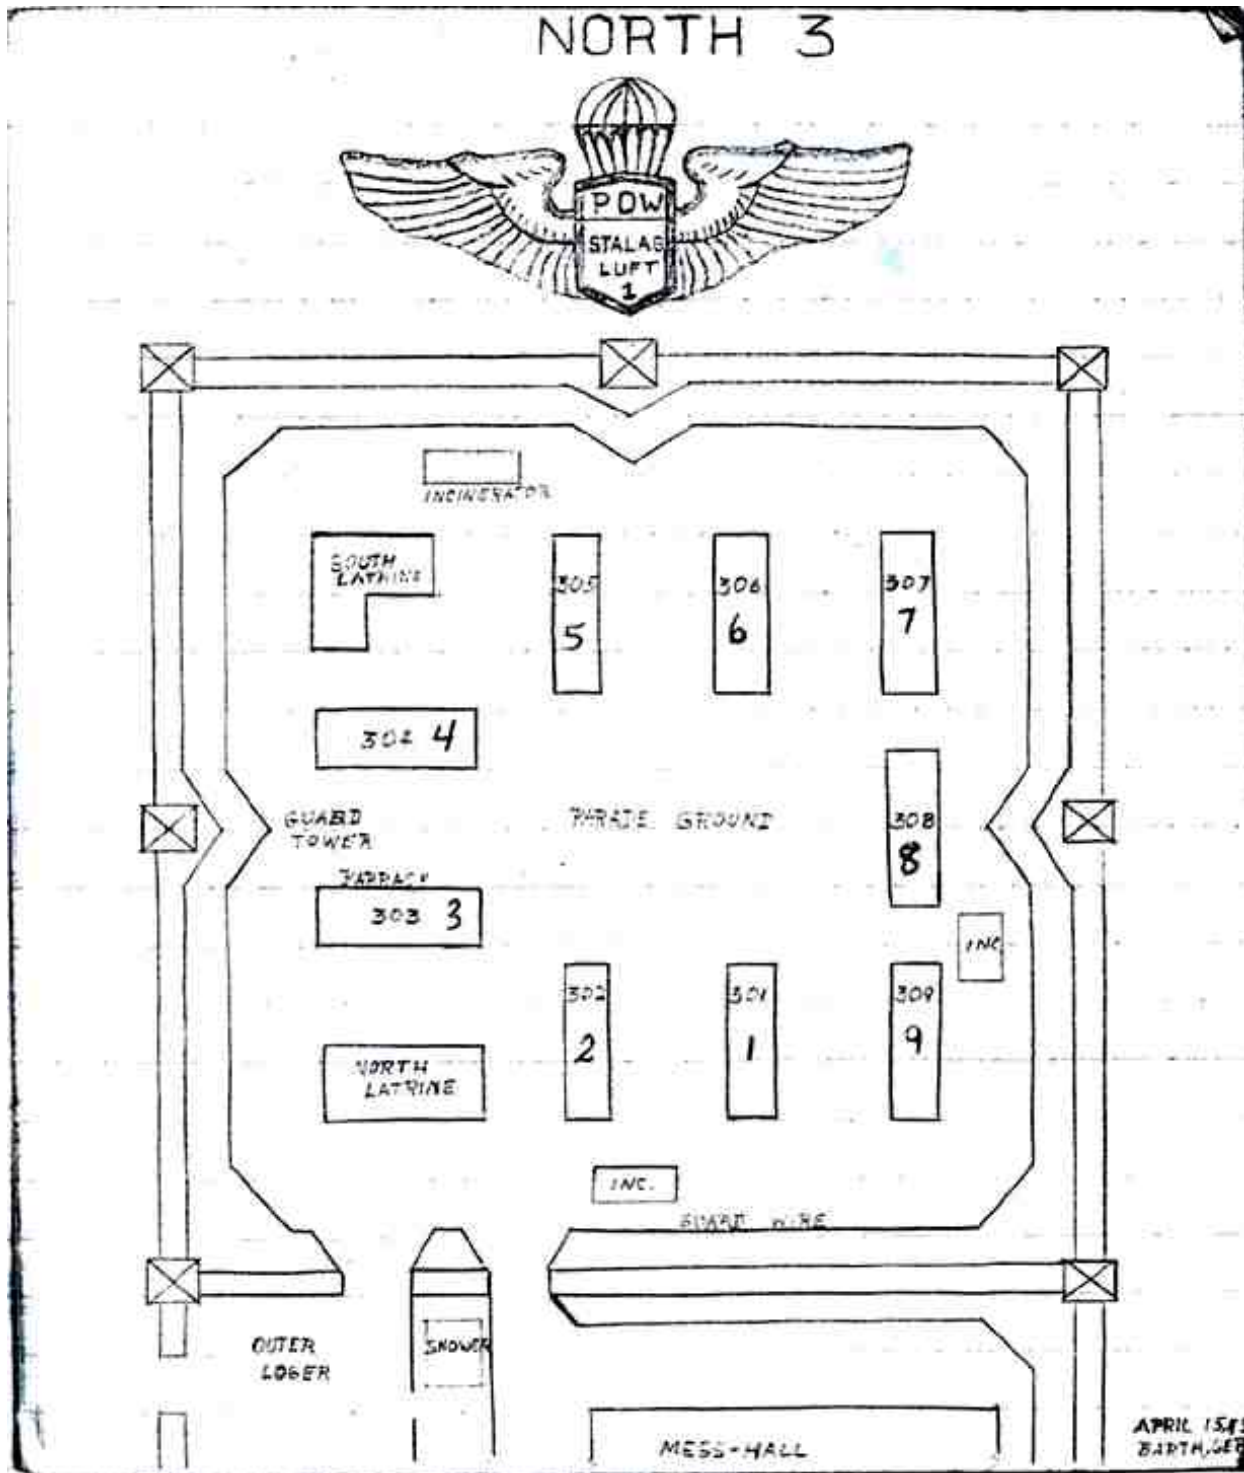 NORTH 3
POW
STALAG
LUFT
1
INCINERATOR
SOUTH
LATRINE
305
5
306
6
307
7
304 4
GUARD
TOWER
PARADE GROUND
308
8
BARRACK
303 3
INC
302
2
301
1
309
9
NORTH
LATRINE
INC.
GUARD WIRE
OUTER
LOGER
SHOWER
MESS-HALL
APRIL
BARTH, GER